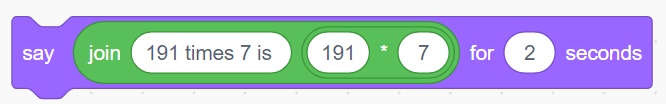 say join 191 times 7 is 191 * 7 for 2 seconds